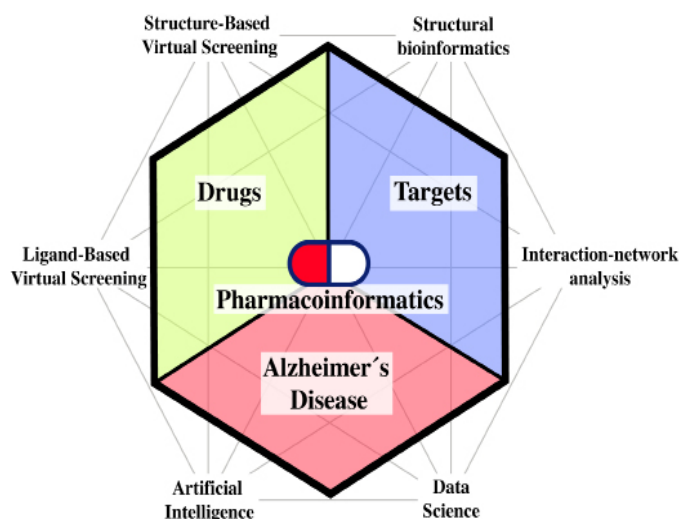 Structure-Based
Virtual Screening
Structural
bioinformatics
Drugs
Targets
Ligand-Based
Virtual Screening
Interaction-network
analysis
Pharmacoinformatics
Alzheimer´s
Disease
Artificial
Intelligence
Data
Science